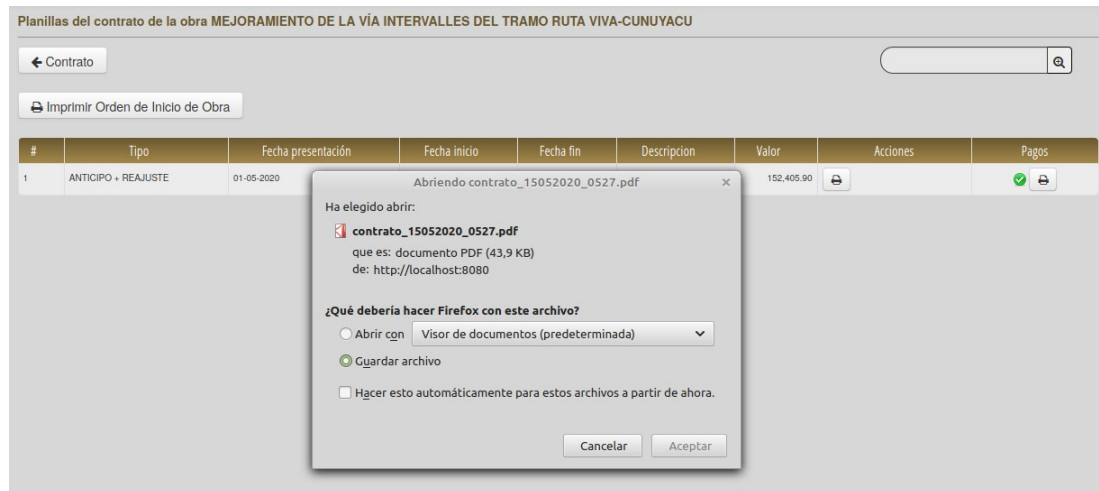 Planillas del contrato de la obra MEJORAMIENTO DE LA VÍA INTERVALLES DEL TRAMO RUTA VIVA-CUNUYACU
Contrato
Imprimir Orden de Inicio de Obra
# Tipo Fecha presentación Fecha inicio Fecha fin Descripcion Valor Acciones Pagos
1 ANTICIPO + REAJUSTE 01-05-2020 152,405.90
Abriendo contrato_15052020_0527.pdf
Ha elegido abrir:
contrato_15052020_0527.pdf
que es: documento PDF (43,9 KB)
de: http://localhost:8080
¿Qué debería hacer Firefox con este archivo?
Abrir con Visor de documentos (predeterminada)
Guardar archivo
Hacer esto automáticamente para estos archivos a partir de ahora.
Cancelar Aceptar